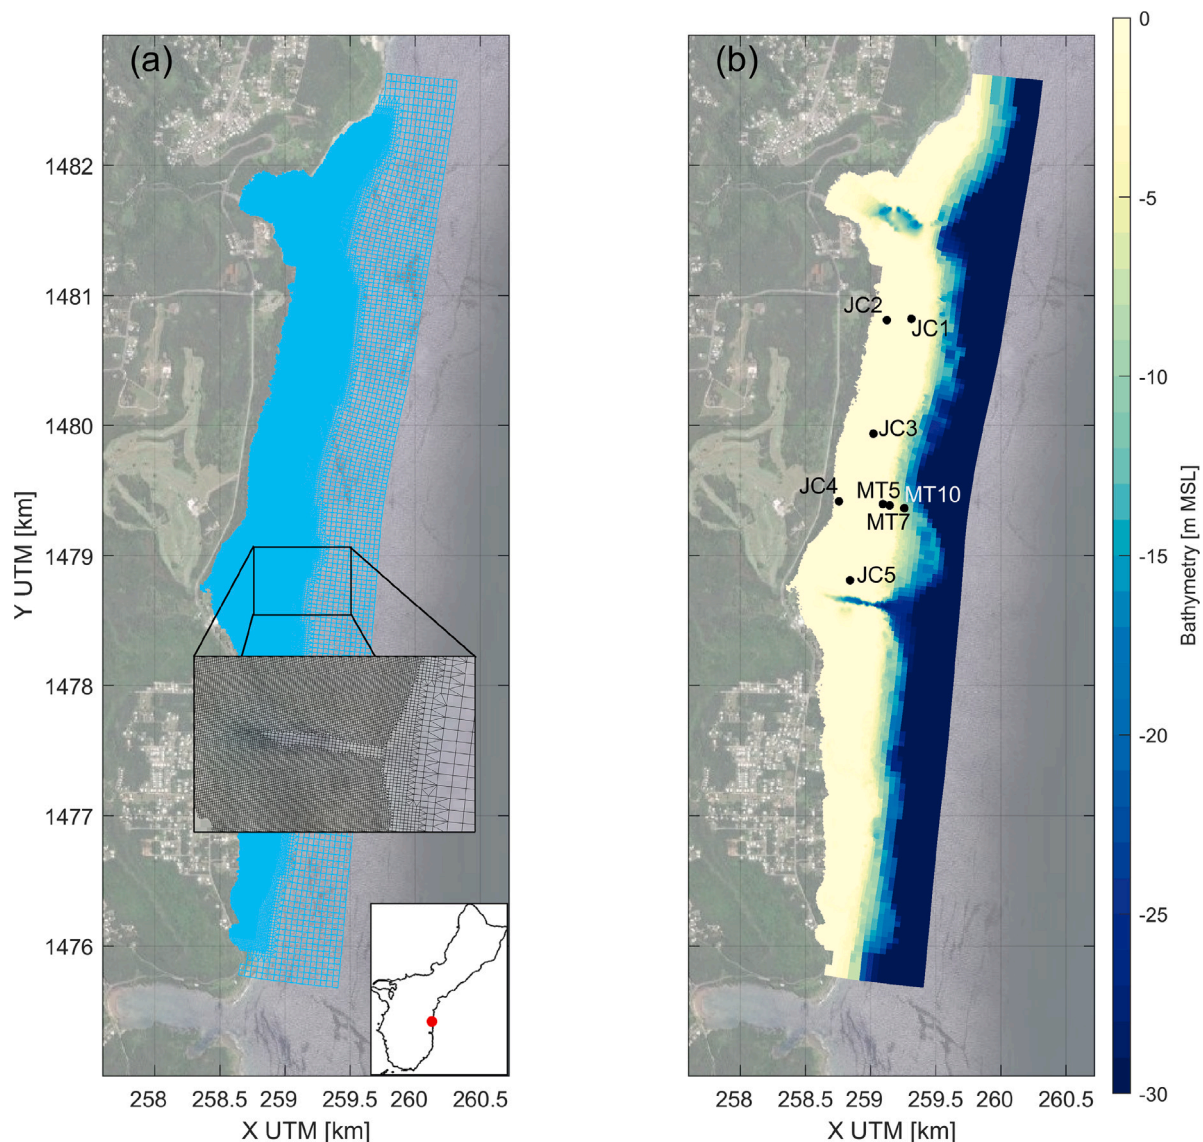 (a)
(b)
Y UTM [km]
1482
1481
1480
1479
1478
1477
1476
258
258.5
259
259.5
260
260.5
X UTM [km]
JC2
JC1
JC3
JC4
MT5
MT10
MT7
JC5
258
258.5
259
259.5
260
260.5
X UTM [km]
0
-5
-10
-15
-20
-25
-30
Bathymetry [m MSL]